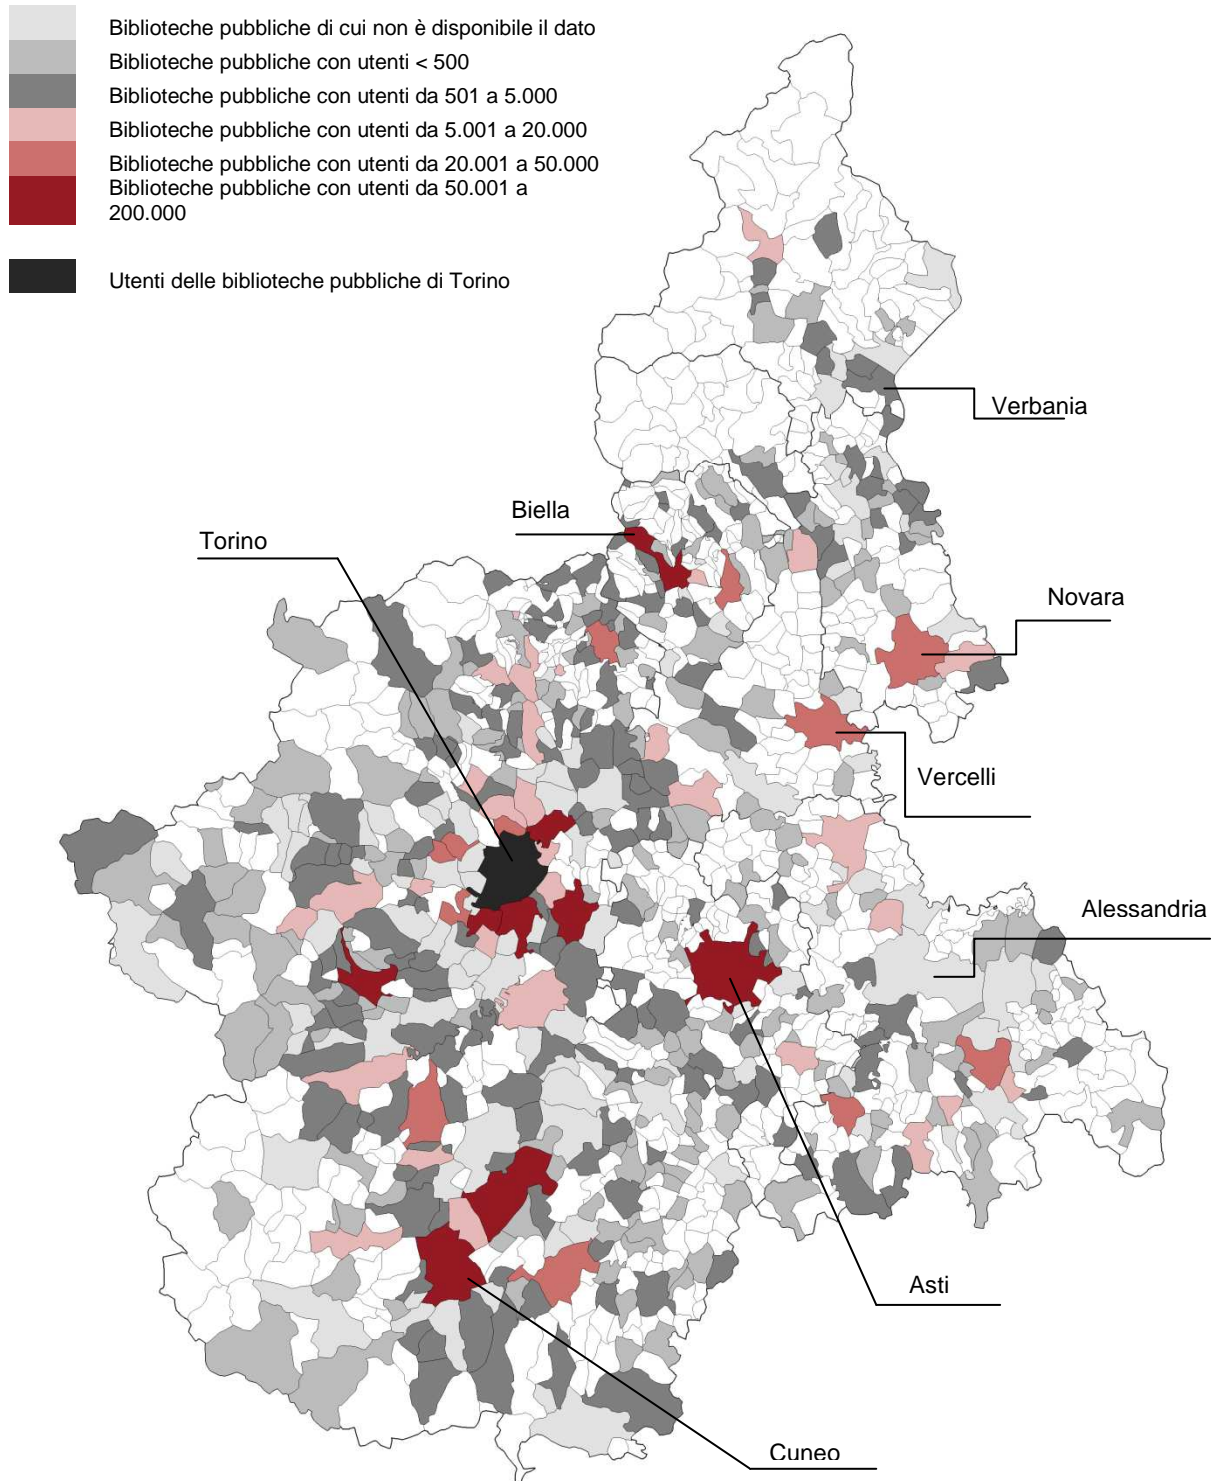 Biblioteche pubbliche di cui non è disponibile il dato
Biblioteche pubbliche con utenti < 500
Biblioteche pubbliche con utenti da 501 a 5.000
Biblioteche pubbliche con utenti da 5.001 a 20.000
Biblioteche pubbliche con utenti da 20.001 a 50.000
Biblioteche pubbliche con utenti da 50.001 a
200.000
Utenti delle biblioteche pubbliche di Torino
Verbania
Biella
Torino
Novara
Vercelli
Alessandria
Asti
Cuneo